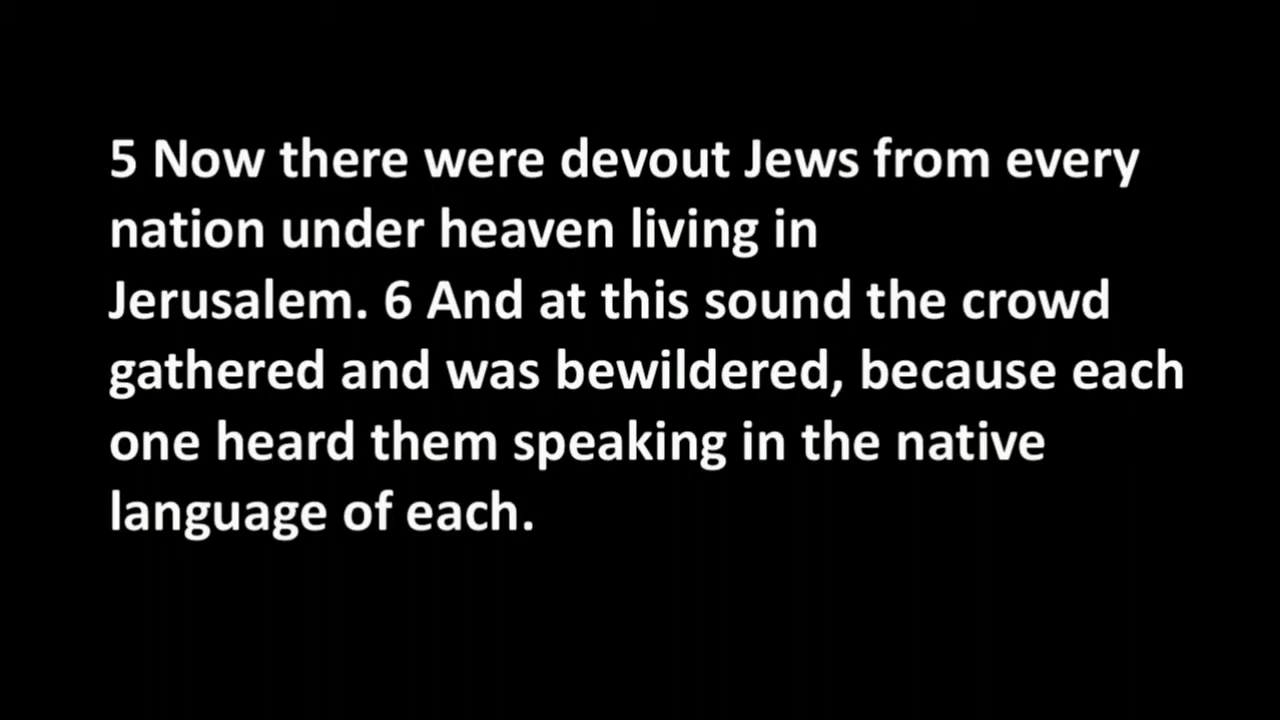 5 Now there were devout Jews from every
nation under heaven living in
Jerusalem. 6 And at this sound the crowd
gathered and was bewildered, because each
one heard them speaking in the native
language of each.